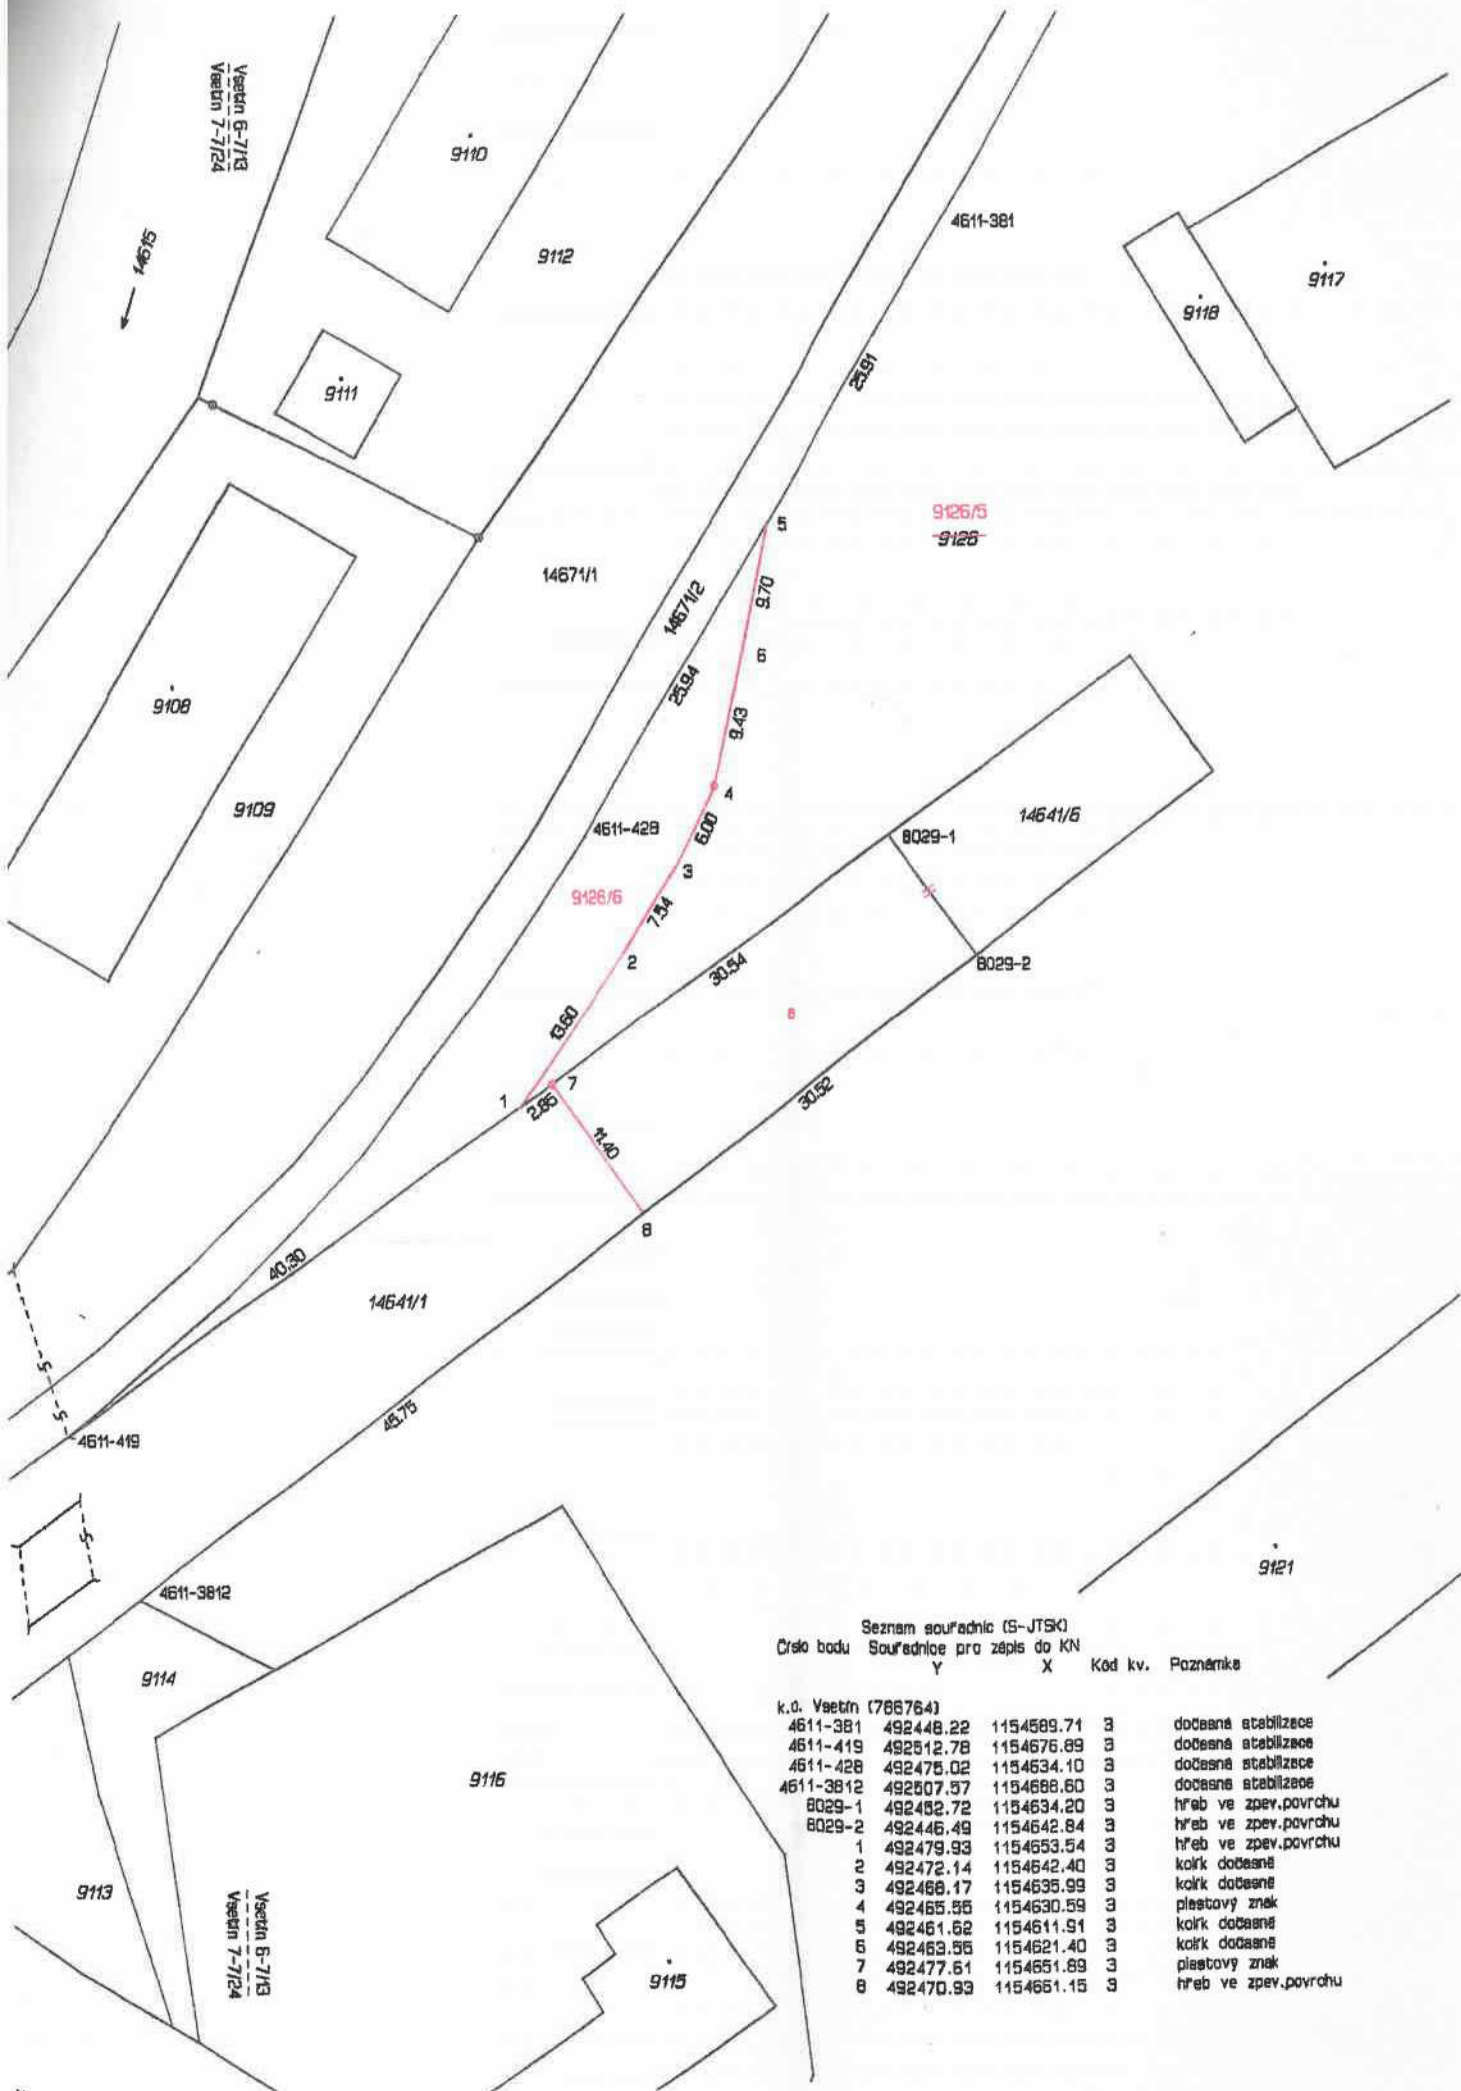 Vsetín 6-7/13
Vsetín 7-7/24
14615
9110
9112
4611-381
9117
9118
9111
25.91
9126/5
9126
5
14671/1
14671/2
9.70
6
25.94
9108
9.43
4
9109
4611-428
6.00
14641/6
8029-1
3
9126/6
7.54
2
30.54
8029-2
13.60
8
7
1
2.85
30.52
11.40
8
40.30
14641/1
45.75
4611-419
4611-3812
9121
9114
9116
9113
9115
Vsetín 6-7/13
Vsetín 7-7/24
Seznam souřadnic (S-JTSK)
Číslo bodu Souřadnice pro zápis do KN
Y X Kód kv. Poznámka
k.ú. Vsetín (786764)
4611-381 492448.22 1154589.71 3 dočasná stabilizace
4611-419 492512.78 1154676.89 3 dočasná stabilizace
4611-428 492475.02 1154634.10 3 dočasná stabilizace
4611-3812 492507.57 1154688.60 3 dočasná stabilizace
8029-1 492452.72 1154634.20 3 hřeb ve zpev.povrchu
8029-2 492446.49 1154642.84 3 hřeb ve zpev.povrchu
1 492479.93 1154653.54 3 hřeb ve zpev.povrchu
2 492472.14 1154642.40 3 kolík dočasně
3 492468.17 1154635.99 3 kolík dočasně
4 492465.55 1154630.59 3 plastový znak
5 492461.62 1154611.91 3 kolík dočasně
6 492463.55 1154621.40 3 kolík dočasně
7 492477.61 1154651.89 3 plastový znak
8 492470.93 1154661.15 3 hřeb ve zpev.povrchu